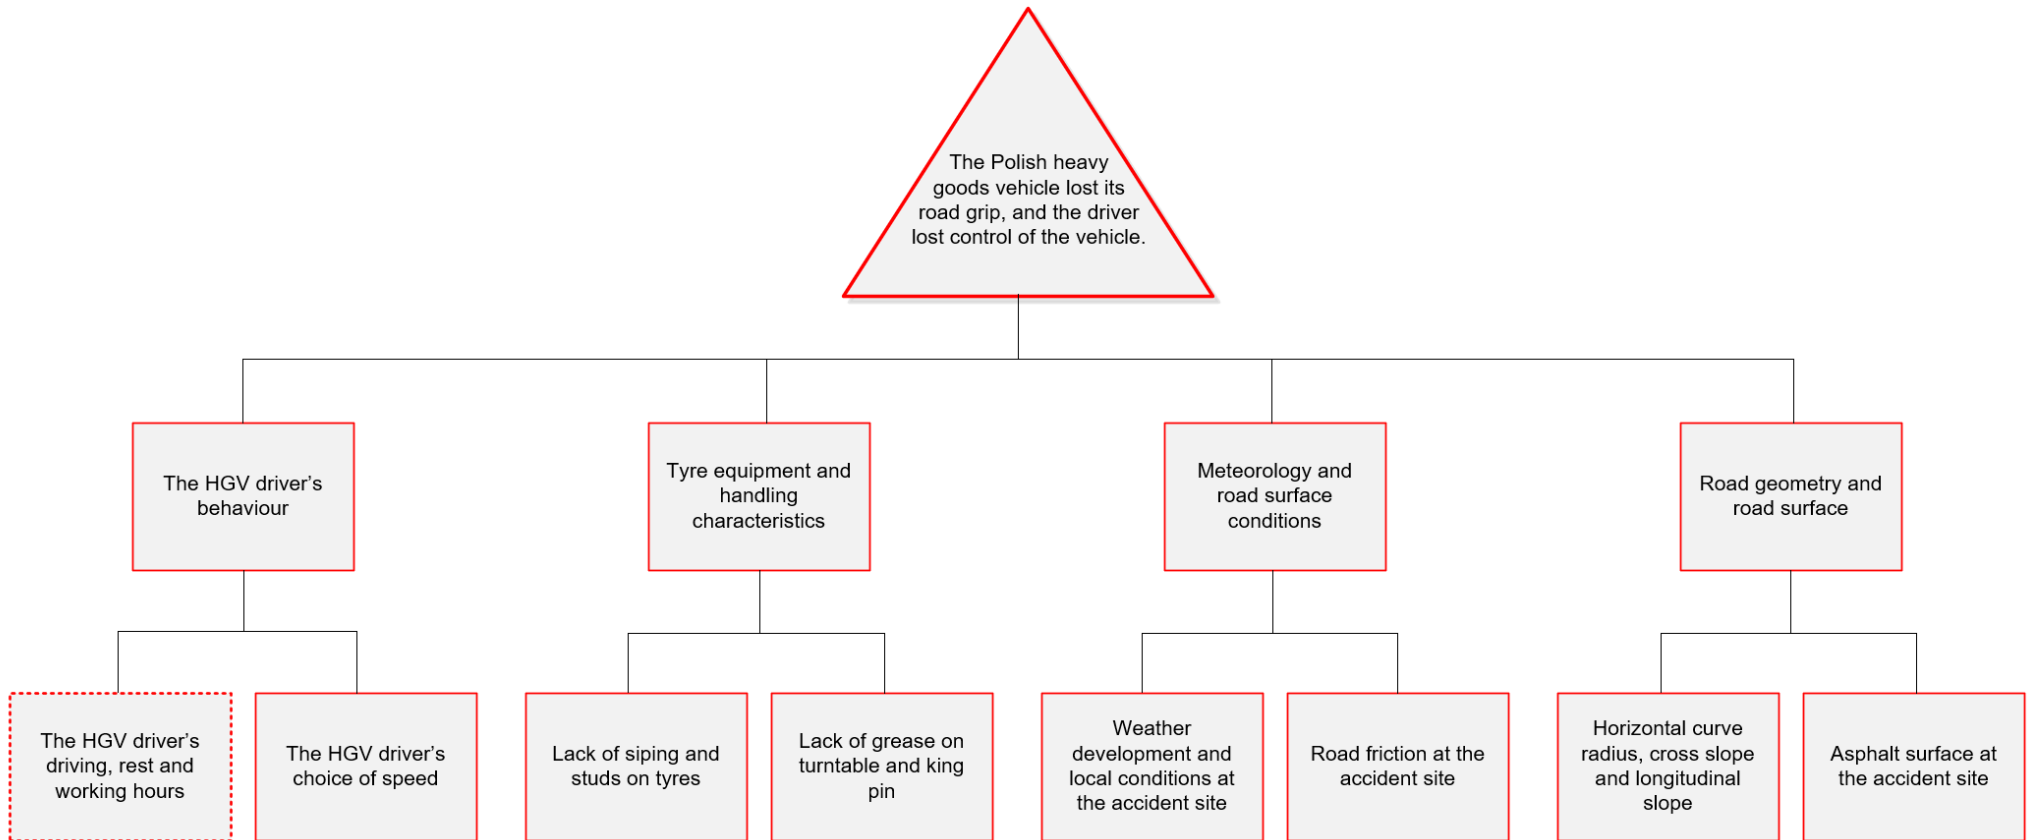 The Polish heavy
goods vehicle lost its
road grip, and the driver
lost control of the vehicle.
The HGV driver’s
behaviour
Tyre equipment and
handling
characteristics
Meteorology and
road surface
conditions
Road geometry and
road surface
The HGV driver’s
driving, rest and
working hours
The HGV driver’s
choice of speed
Lack of siping and
studs on tyres
Lack of grease on
turntable and king
pin
Weather
development and
local conditions at
the accident site
Road friction at the
accident site
Horizontal curve
radius, cross slope
and longitudinal
slope
Asphalt surface at
the accident site